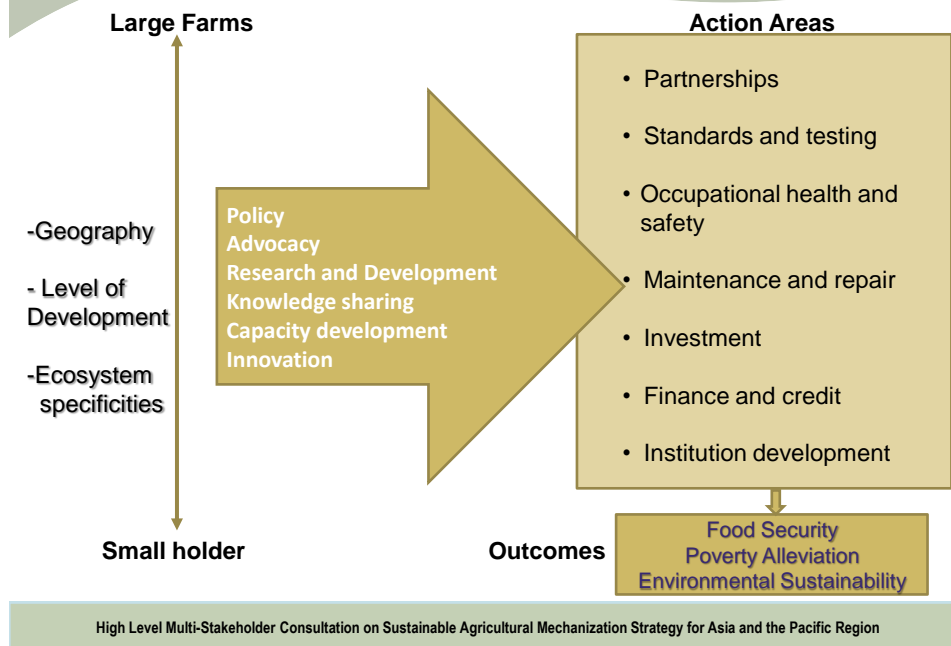 Large Farms
-Geography
- Level of
Development
-Ecosystem
specificities
Small holder
Policy
Advocacy
Research and Development
Knowledge sharing
Capacity development
Innovation
Action Areas
• Partnerships
• Standards and testing
• Occupational health and
safety
• Maintenance and repair
• Investment
• Finance and credit
• Institution development
Outcomes
Food Security
Poverty Alleviation
Environmental Sustainability
High Level Multi-Stakeholder Consultation on Sustainable Agricultural Mechanization Strategy for Asia and the Pacific Region